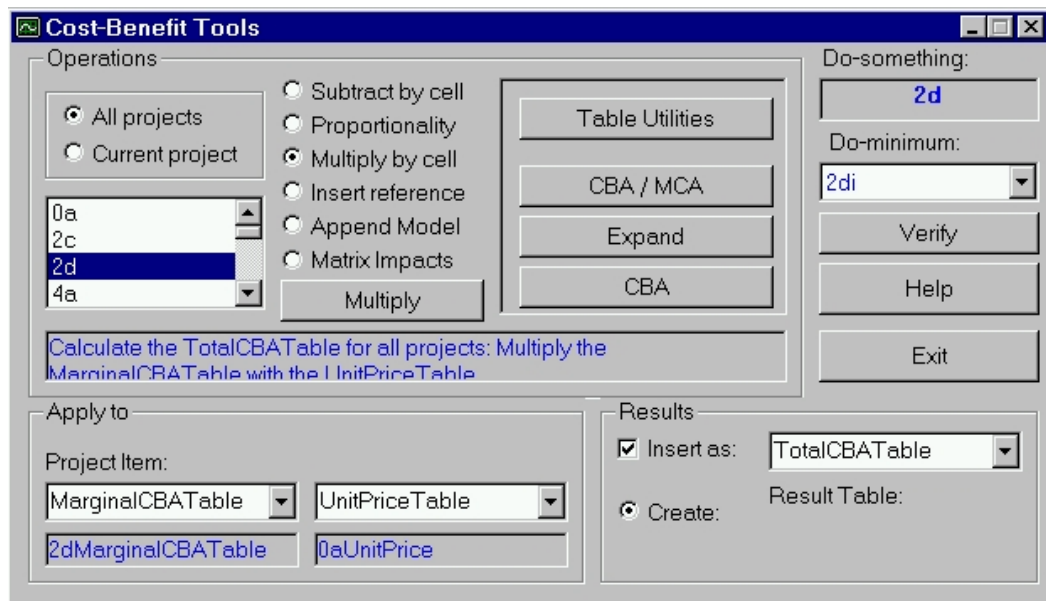 Cost-Benefit Tools
Operations
All projects
Current project
0a
2c
2d
4a
Subtract by cell
Proportionality
Multiply by cell
Insert reference
Append Model
Matrix Impacts
Multiply
Table Utilities
CBA / MCA
Expand
CBA
Calculate the TotalCBATable for all projects: Multiply the
MarginalCBATable with the UnitPriceTable
Do-something:
2d
Do-minimum:
2di
Verify
Help
Exit
Apply to
Project Item:
MarginalCBATable
UnitPriceTable
2dMarginalCBATable
0aUnitPrice
Results
Insert as:
TotalCBATable
Result Table:
Create: